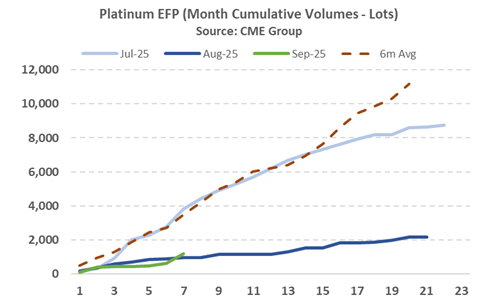 Platinum EFP (Month Cumulative Volumes - Lots)
Source: CME Group
Jul-25 Aug-25 Sep-25 6m Avg
12,000
10,000
8,000
6,000
4,000
2,000
0
1 3 5 7 9 11 13 15 17 19 21 23